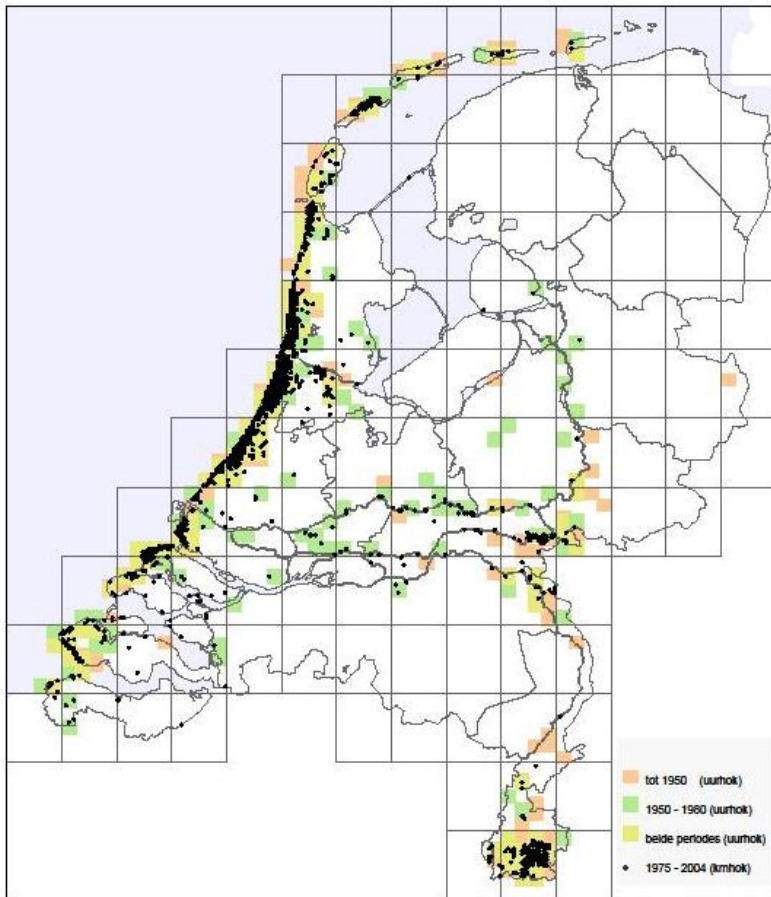 tot 1950 (uurhok)
1950 - 1980 (uurhok)
beide periodes (uurhok)
1975 - 2004 (kmhok)